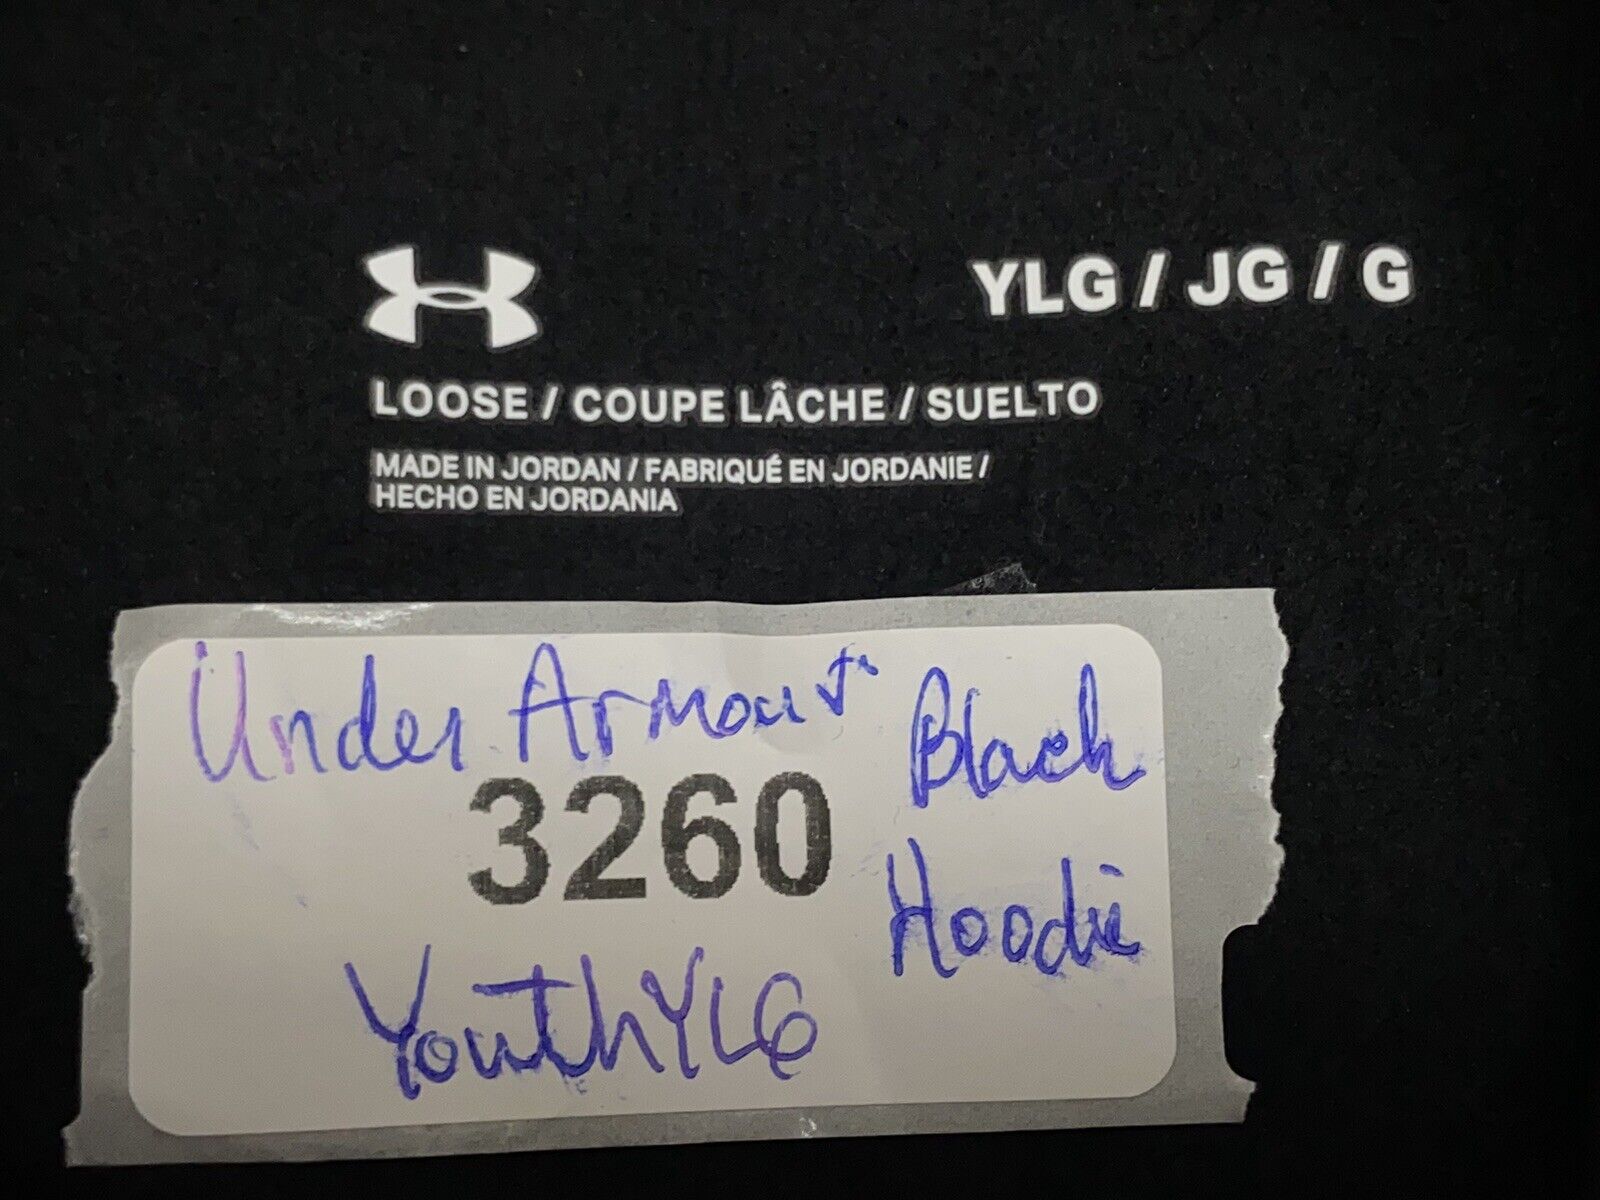 YLG / JG / G
LOOSE / COUPE LÂCHE / SUELTO
MADE IN JORDAN / FABRIQUÉ EN JORDANIE /
HECHO EN JORDANIA
Under Armour Black
3260
Hoodie
Youth YLG